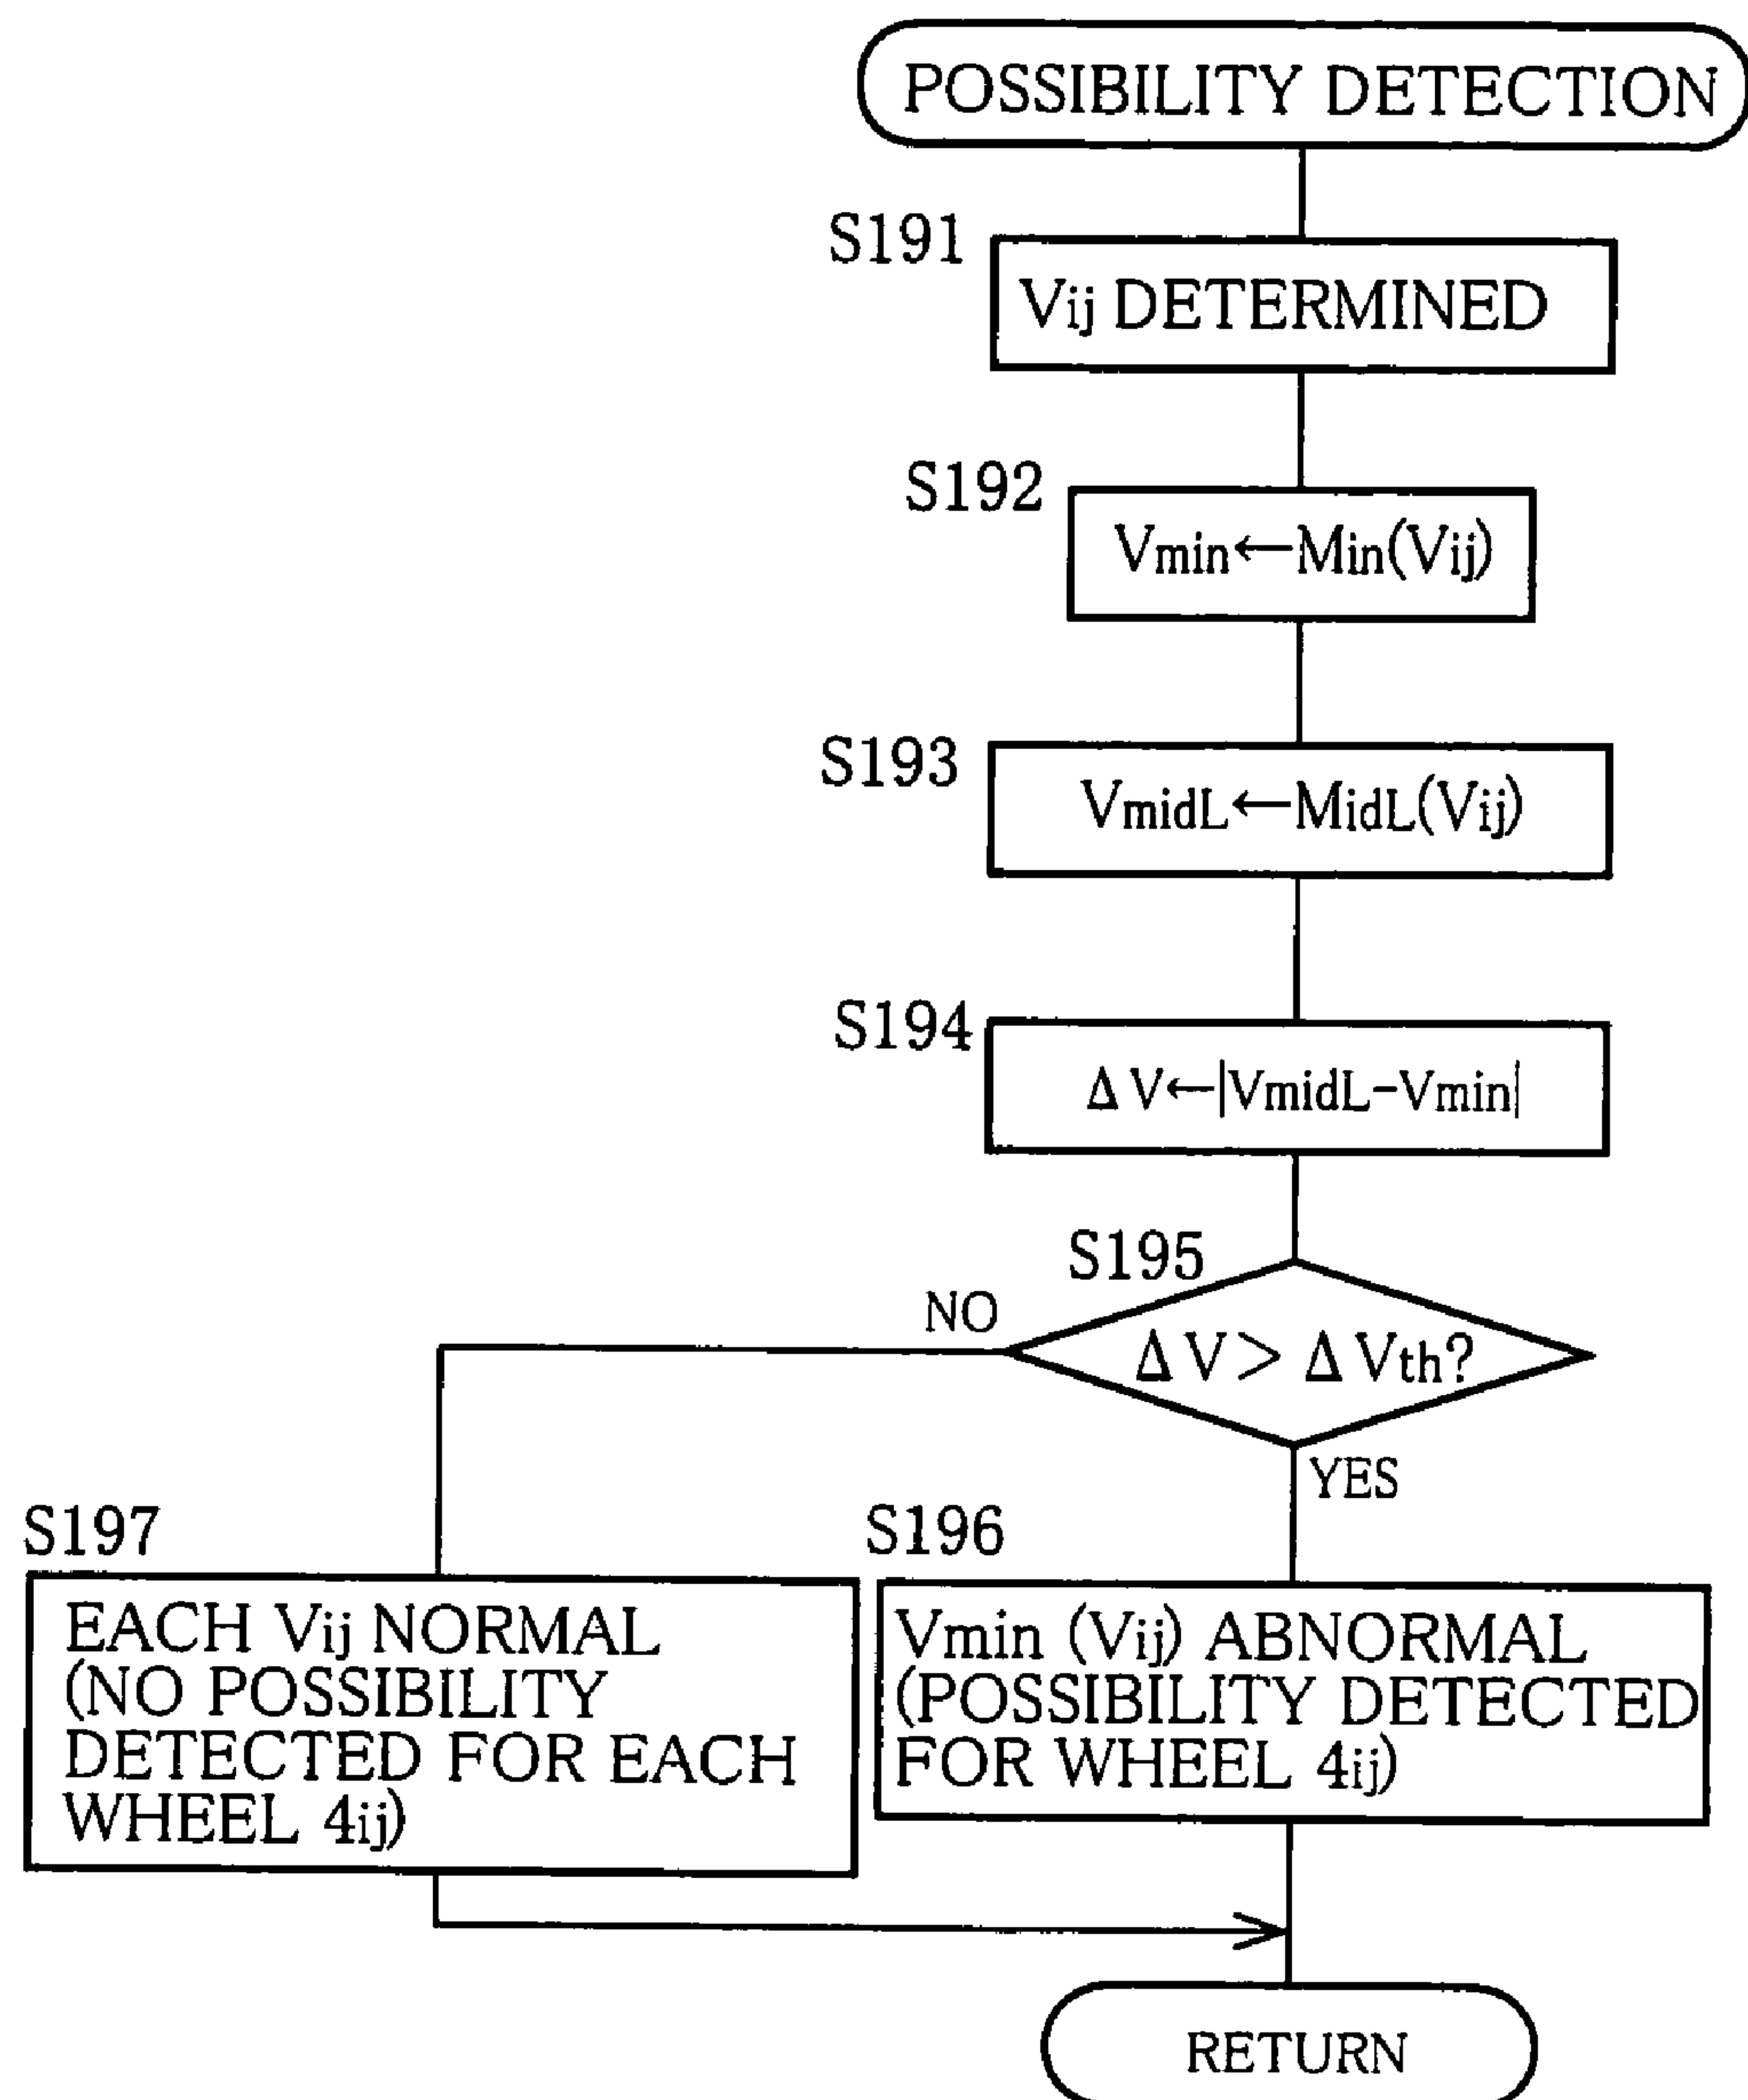 POSSIBILITY DETECTION
S191
Vij DETERMINED
S192
Vmin←Min(Vij)
S193
VmidL←MidL(Vij)
S194
ΔV←|VmidL-Vmin|
S195
NO
ΔV> ΔVth?
YES
S197
EACH Vij NORMAL
(NO POSSIBILITY
DETECTED FOR EACH
WHEEL 4ij)
S196
Vmin (Vij) ABNORMAL
(POSSIBILITY DETECTED
FOR WHEEL 4ij)
RETURN